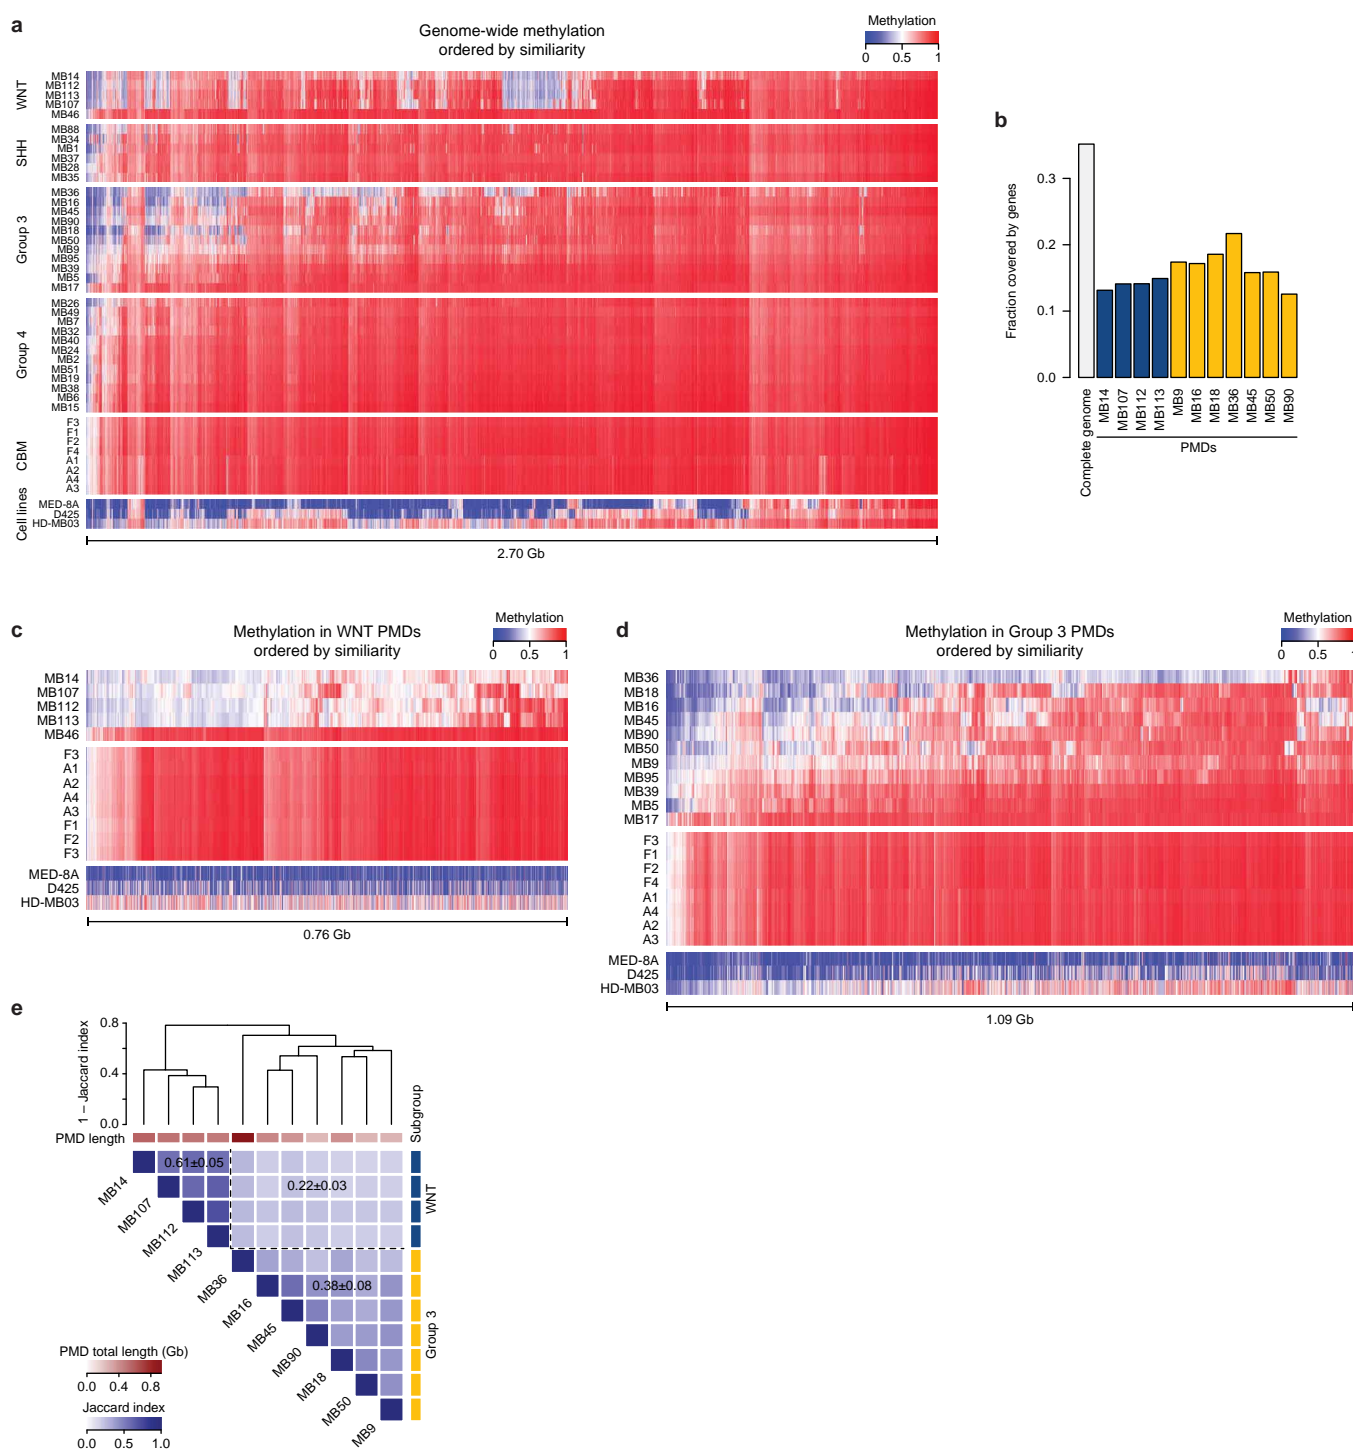 a
Genome-wide methylation
ordered by similiarity
Methylation
0 0.5 1
WNT
MB14
MB112
MB113
MB107
MB46
SHH
MB88
MB34
MB1
MB37
MB28
MB35
Group 3
MB36
MB16
MB45
MB90
MB18
MB50
MB9
MB95
MB39
MB5
MB17
Group 4
MB26
MB49
MB7
MB32
MB40
MB24
MB2
MB51
MB19
MB38
MB6
MB15
CBM
F3
F1
F2
F4
A1
A2
A4
A3
Cell lines
MED-8A
D425
HD-MB03
2.70 Gb
b
Fraction covered by genes
0.3
0.2
0.1
0.0
Complete genome
MB14
MB107
MB112
MB113
MB9
MB16
MB18
MB36
MB45
MB50
MB90
PMDs
c
Methylation in WNT PMDs
ordered by similiarity
Methylation
0 0.5 1
MB14
MB107
MB112
MB113
MB46
F3
A1
A2
A4
A3
F1
F2
F3
MED-8A
D425
HD-MB03
0.76 Gb
d
Methylation in Group 3 PMDs
ordered by similiarity
Methylation
0 0.5
MB36
MB18
MB16
MB45
MB90
MB50
MB9
MB95
MB39
MB5
MB17
F3
F1
F2
F4
A1
A4
A2
A3
MED-8A
D425
HD-MB03
1.09 Gb
e
1 – Jaccard index
0.8
0.4
0.0
PMD length
Subgroup
0.61±0.05
0.22±0.03
0.38±0.08
WNT
Group 3
MB14
MB107
MB112
MB113
MB36
MB16
MB45
MB90
MB18
MB50
MB9
PMD total length (Gb)
0.0 0.4 0.8
Jaccard index
0.0 0.5 1.0